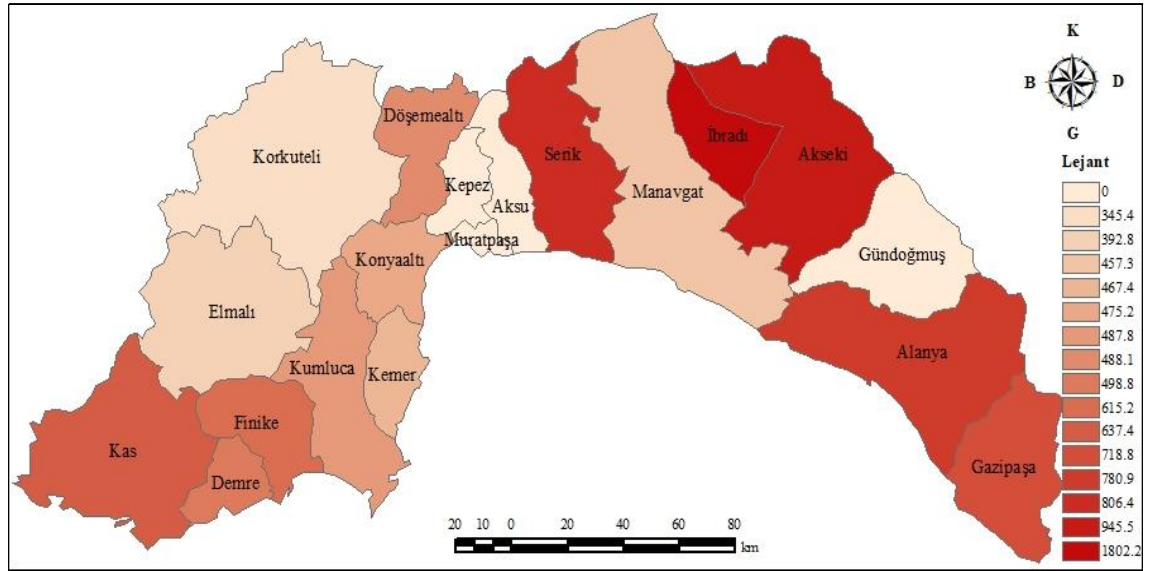 K
B
D
G
Lejant
0
345.4
392.8
457.3
467.4
475.2
487.8
488.1
498.8
615.2
637.4
718.8
780.9
806.4
945.5
1802.2
Döşemealtı
Korkuteli
Kepez
Aksu
Serik
Manavgat
İbradı
Akseki
Muratpaşa
Konyaaltı
Gündoğmuş
Elmalı
Kumluca
Kemer
Alanya
Finike
Kas
Demre
Gazipaşa
20 10 0 20 40 60 80
km